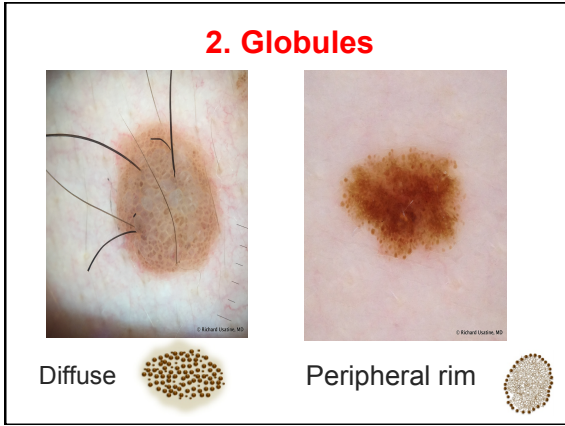 2. Globules
© Richard Usatine, MD
© Richard Usatine, MD
Diffuse
Peripheral rim